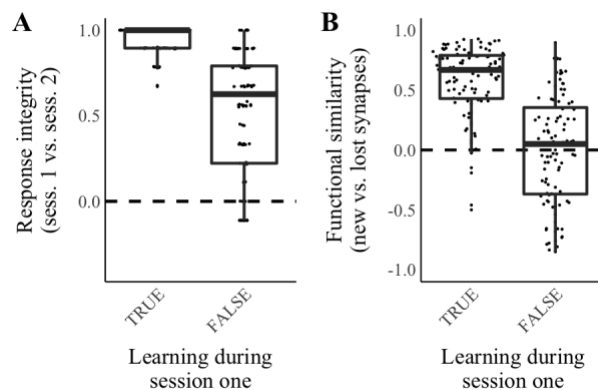 A
Response integrity
(sess. 1 vs. sess. 2)
1.0
0.5
0.0
TRUE
FALSE
Learning during
session one
B
Functional similarity
(new vs. lost synapses)
1.0
0.5
0.0
-0.5
-1.0
TRUE
FALSE
Learning during
session one